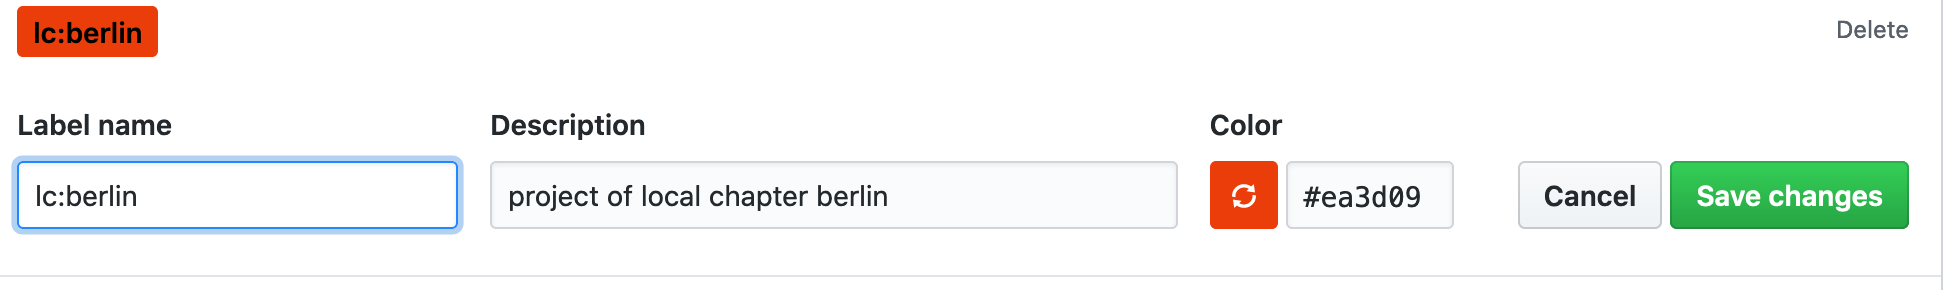 lc:berlin
Delete
Label name
Description
Color
lc:berlin
project of local chapter berlin
#ea3d09
Cancel
Save changes